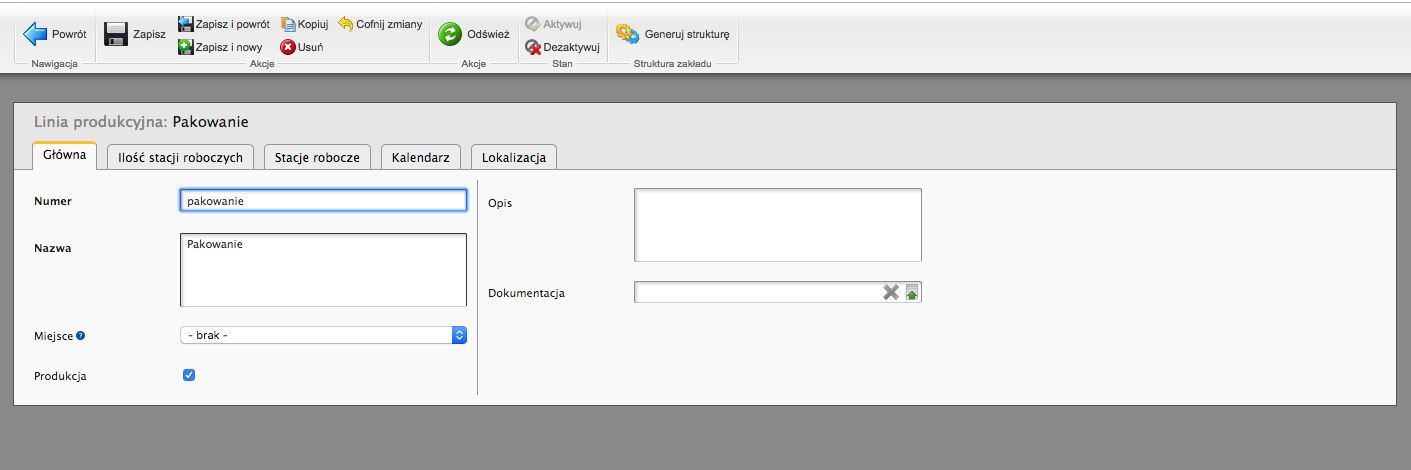 Powrót
Nawigacja
Zapisz
Zapisz i powrót
Kopiuj
Cofnij zmiany
Zapisz i nowy
Usuń
Akcje
Odśwież
Akcje
Aktywuj
Dezaktywuj
Stan
Generuj strukturę
Struktura zakładu
Linia produkcyjna: Pakowanie
Główna
Ilość stacji roboczych
Stacje robocze
Kalendarz
Lokalizacja
Numer
pakowanie
Nazwa
Pakowanie
Miejsce ?
- brak -
Produkcja
Opis
Dokumentacja